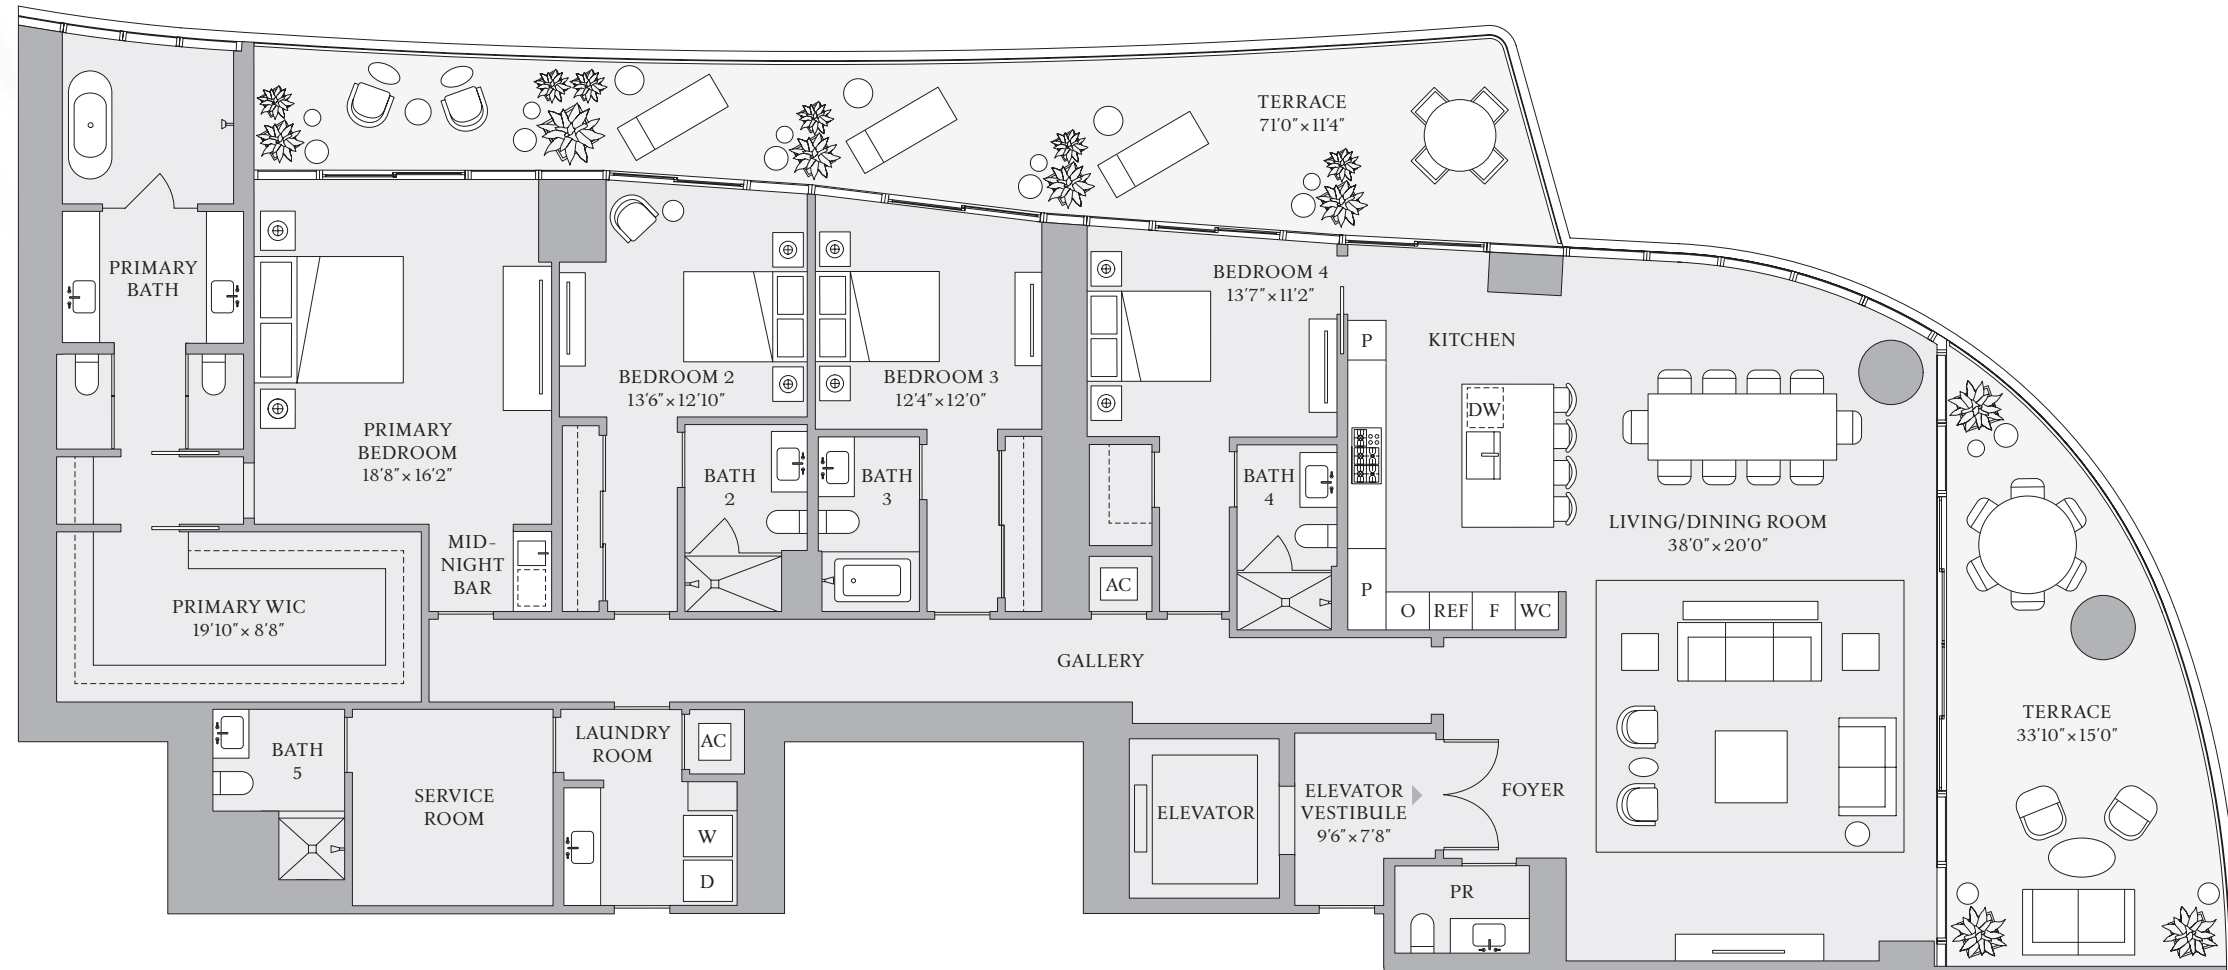 TERRACE
71'0"×11'4"
PRIMARY
BATH
BEDROOM 4
13'7"×11'2"
P
KITCHEN
BEDROOM 2
13'6"×12'10"
BEDROOM 3
12'4"×12'0"
DW
PRIMARY
BEDROOM
18'8"×16'2"
BATH
2
BATH
3
BATH
4
LIVING/DINING ROOM
38'0"×20'0"
MID-
NIGHT
BAR
AC
P
O
REF
F
WC
PRIMARY WIC
19'10"×8'8"
GALLERY
TERRACE
33'10"×15'0"
LAUNDRY
ROOM
AC
BATH
5
SERVICE
ROOM
W
D
ELEVATOR
ELEVATOR
VESTIBULE
9'6"×7'8"
FOYER
PR